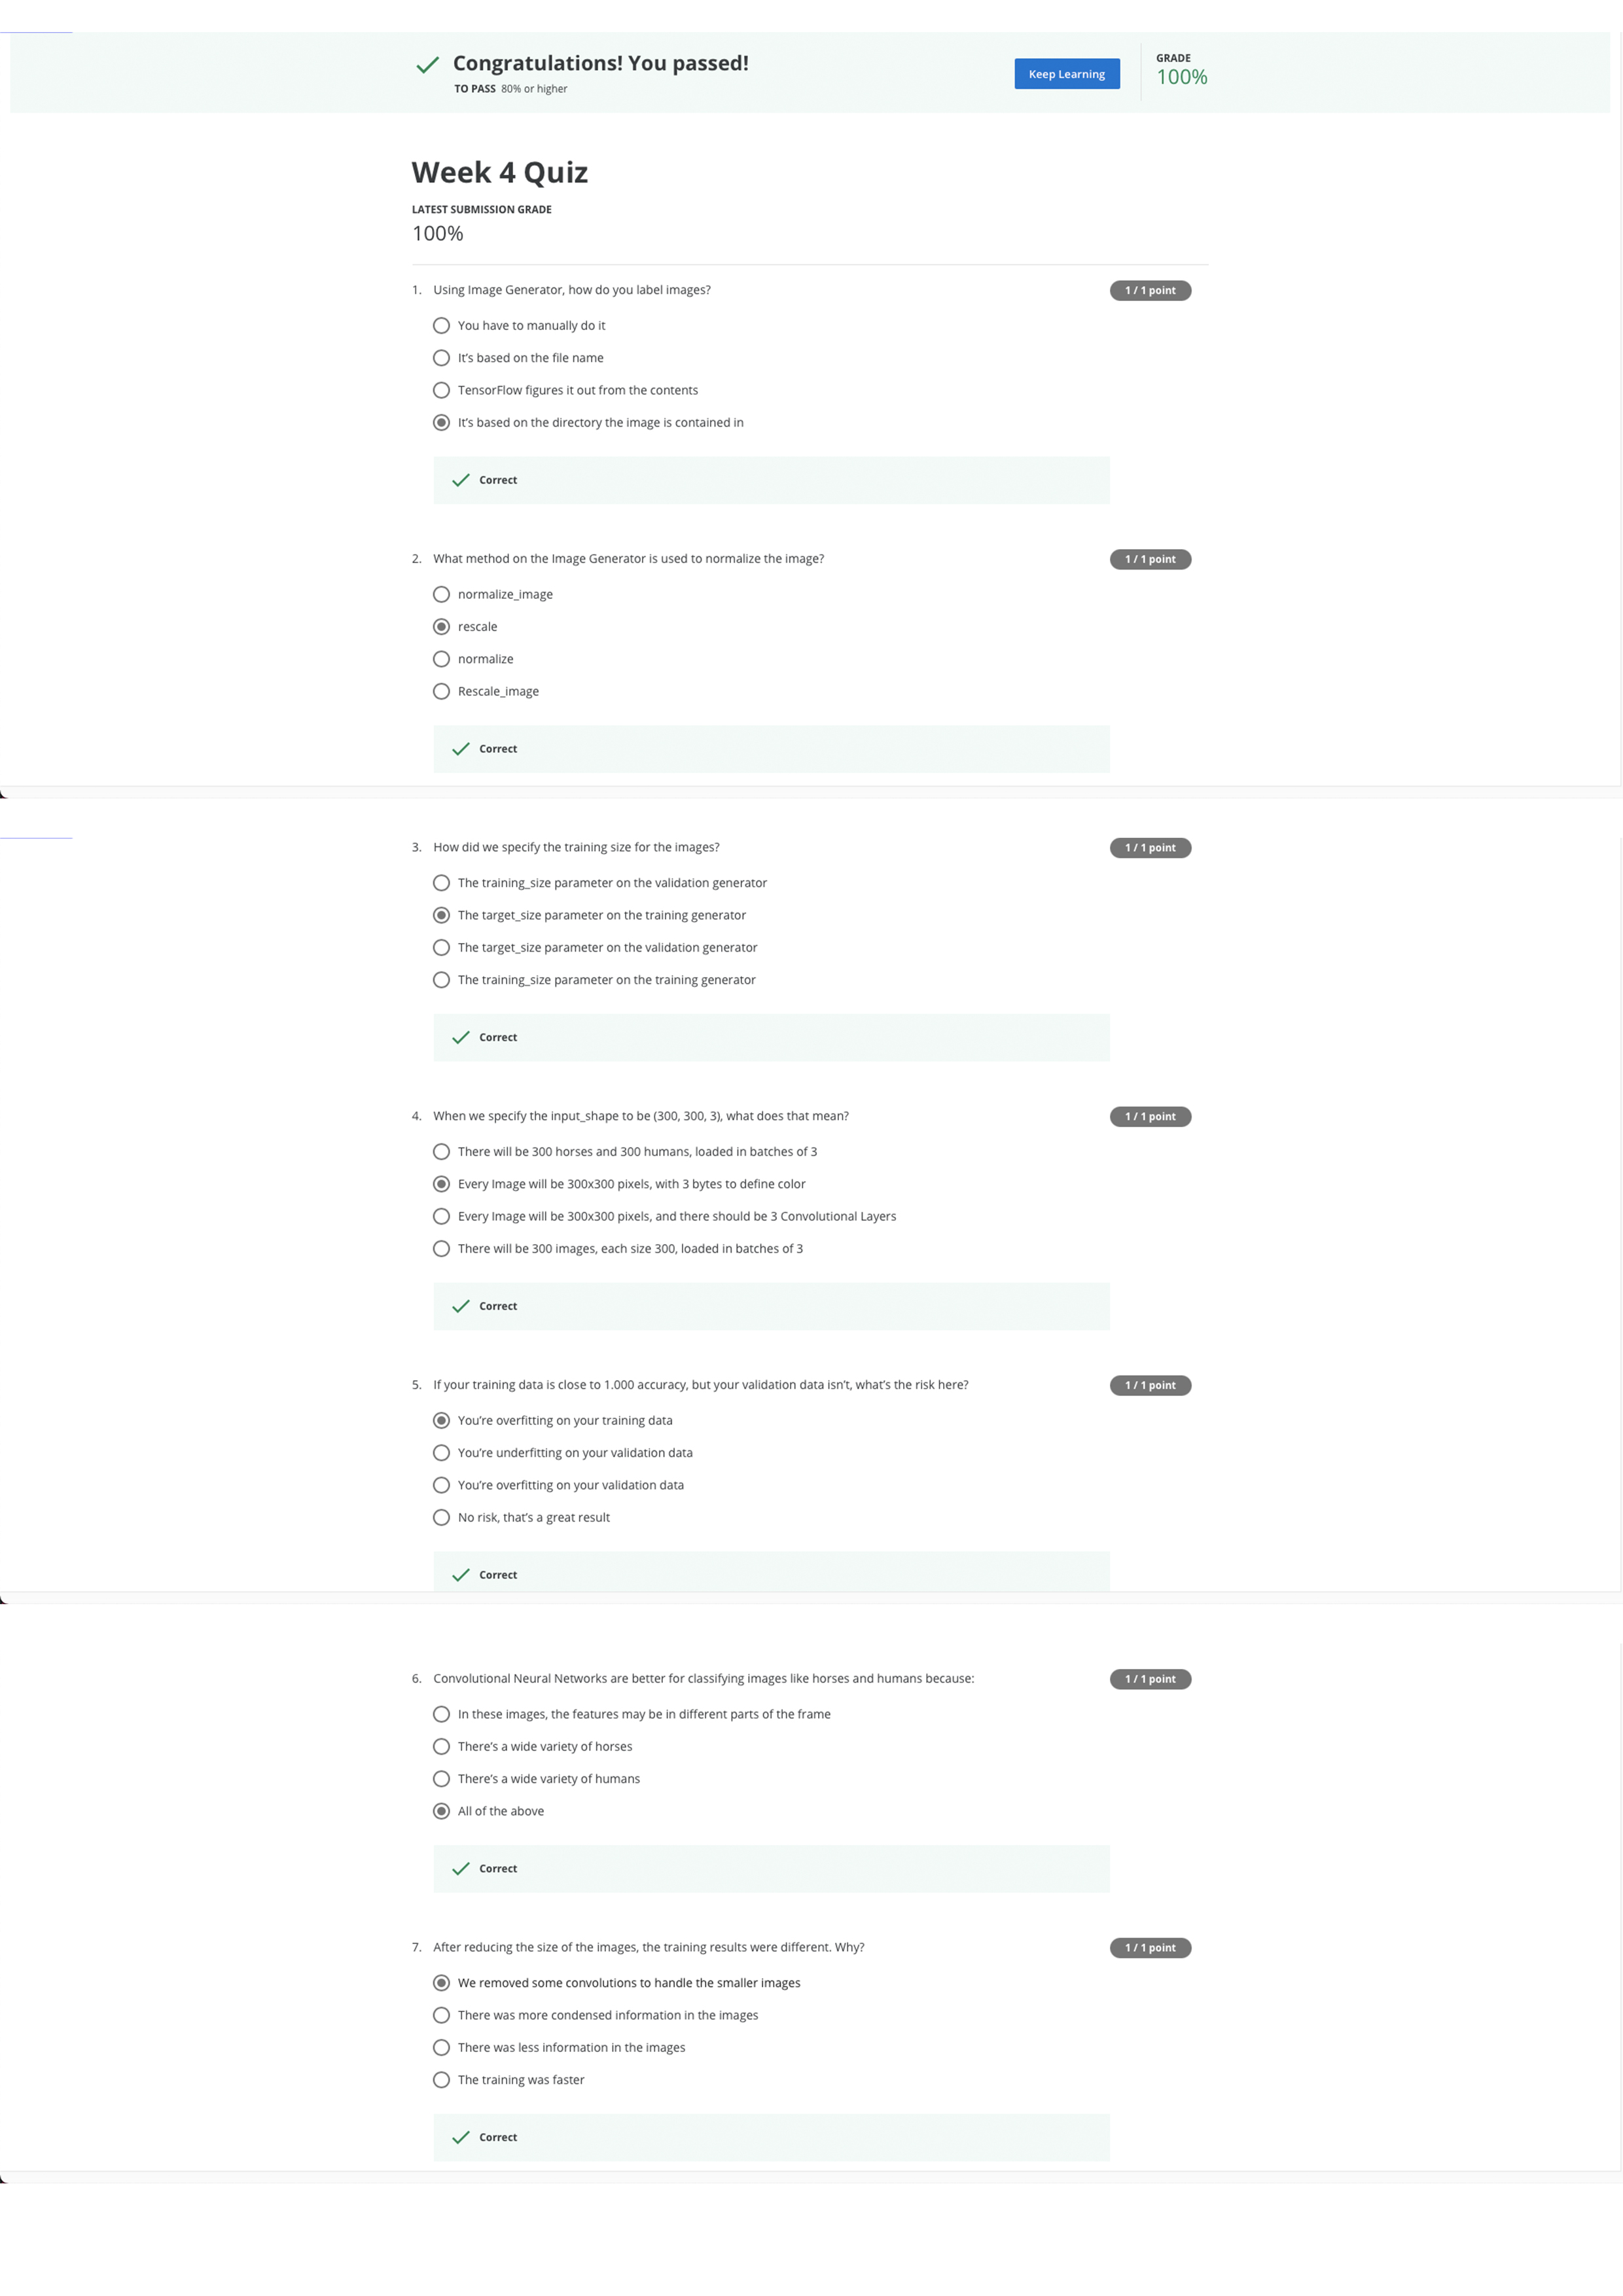 Congratulations! You passed!
TO PASS 80% or higher
Keep Learning
GRADE
100%
Week 4 Quiz
LATEST SUBMISSION GRADE
100%
1. Using Image Generator, how do you label images?
1 / 1 point
You have to manually do it
It's based on the file name
TensorFlow figures it out from the contents
It's based on the directory the image is contained in
Correct
2. What method on the Image Generator is used to normalize the image?
1 / 1 point
normalize_image
rescale
normalize
Rescale_image
Correct
3. How did we specify the training size for the images?
1 / 1 point
The training_size parameter on the validation generator
The target_size parameter on the training generator
The target_size parameter on the validation generator
The training_size parameter on the training generator
Correct
4. When we specify the input_shape to be (300, 300, 3), what does that mean?
1 / 1 point
There will be 300 horses and 300 humans, loaded in batches of 3
Every Image will be 300x300 pixels, with 3 bytes to define color
Every Image will be 300x300 pixels, and there should be 3 Convolutional Layers
There will be 300 images, each size 300, loaded in batches of 3
Correct
5. If your training data is close to 1.000 accuracy, but your validation data isn't, what's the risk here?
1 / 1 point
You're overfitting on your training data
You're underfitting on your validation data
You're overfitting on your validation data
No risk, that's a great result
Correct
6. Convolutional Neural Networks are better for classifying images like horses and humans because:
1 / 1 point
In these images, the features may be in different parts of the frame
There's a wide variety of horses
There's a wide variety of humans
All of the above
Correct
7. After reducing the size of the images, the training results were different. Why?
1 / 1 point
We removed some convolutions to handle the smaller images
There was more condensed information in the images
There was less information in the images
The training was faster
Correct